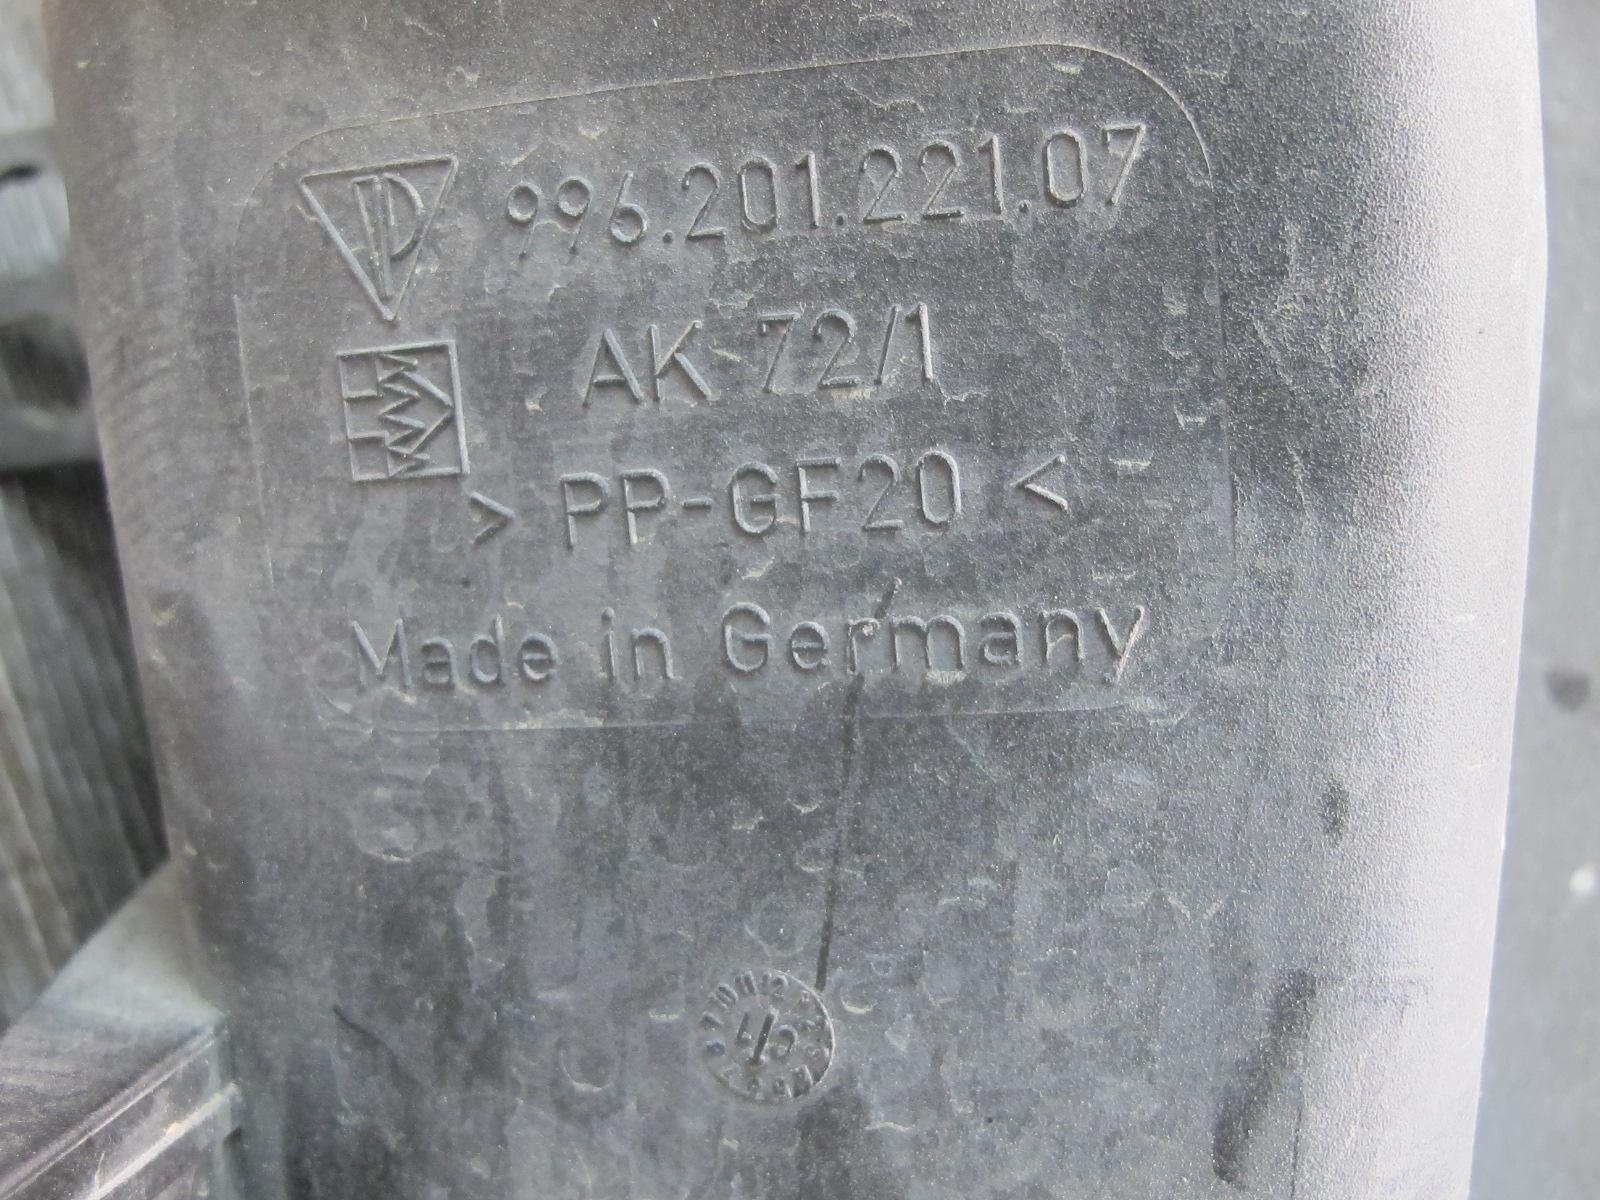 996.201.221.07
AK 72/1
> PP-GF20 <
Made in Germany